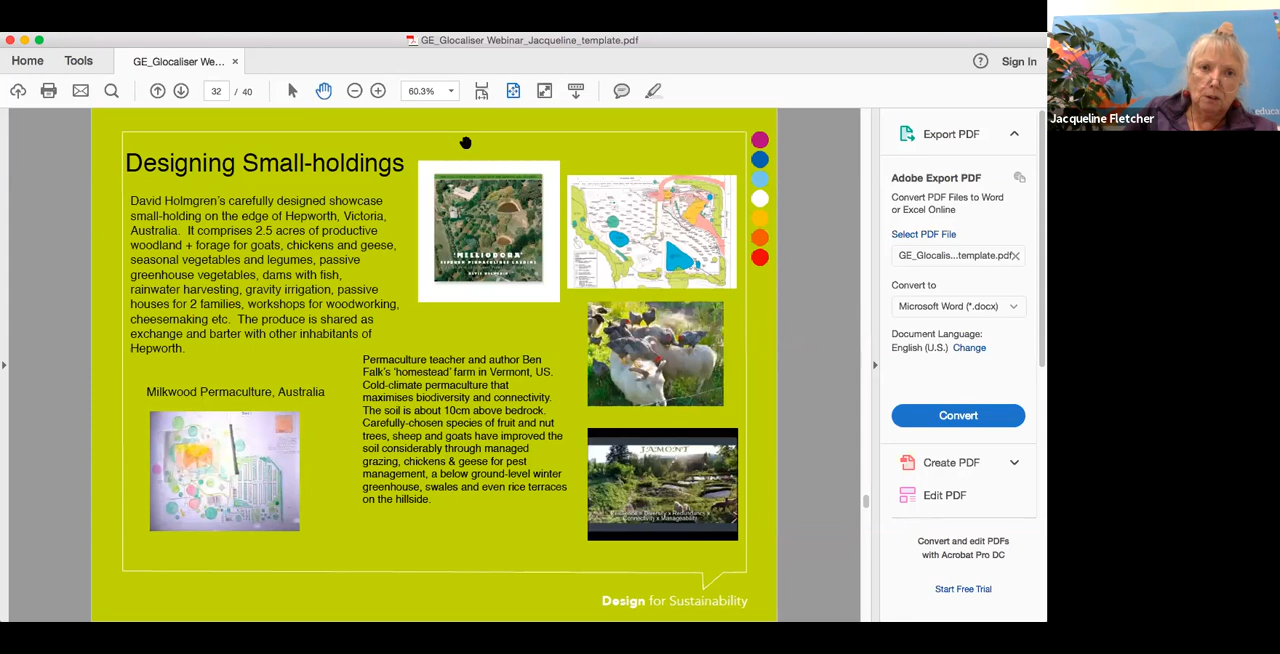 GE_Glocaliser Webinar_Jacqueline_template.pdf
Home
Tools
GE_Glocaliser We... ×
? Sign In
32 / 40
60.3%
Jacqueline Fletcher
Designing Small-holdings
David Holmgren's carefully designed showcase
small-holding on the edge of Hepworth, Victoria,
Australia. It comprises 2.5 acres of productive
woodland + forage for goats, chickens and geese,
seasonal vegetables and legumes, passive
greenhouse vegetables, dams with fish,
rainwater harvesting, gravity irrigation, passive
houses for 2 families, workshops for woodworking,
cheesemaking etc. The produce is shared as
exchange and barter with other inhabitants of
Hepworth.
'MELLIODORA'
DAVID HOLMGREN
Milkwood Permaculture, Australia
Permaculture teacher and author Ben
Falk's 'homestead' farm in Vermont, US.
Cold-climate permaculture that
maximises biodiversity and connectivity.
The soil is about 10cm above bedrock.
Carefully-chosen species of fruit and nut
trees, sheep and goats have improved the
soil considerably through managed
grazing, chickens & geese for pest
management, a below ground-level winter
greenhouse, swales and even rice terraces
on the hillside.
Diversity x Redundancy x
Connectivity x Manageability
Design for Sustainability
Export PDF
Adobe Export PDF
Convert PDF Files to Word
or Excel Online
Select PDF File
GE_Glocalis...template.pdf
Convert to
Microsoft Word (*.docx)
Document Language:
English (U.S.) Change
Convert
Create PDF
Edit PDF
Convert and edit PDFs
with Acrobat Pro DC
Start Free Trial